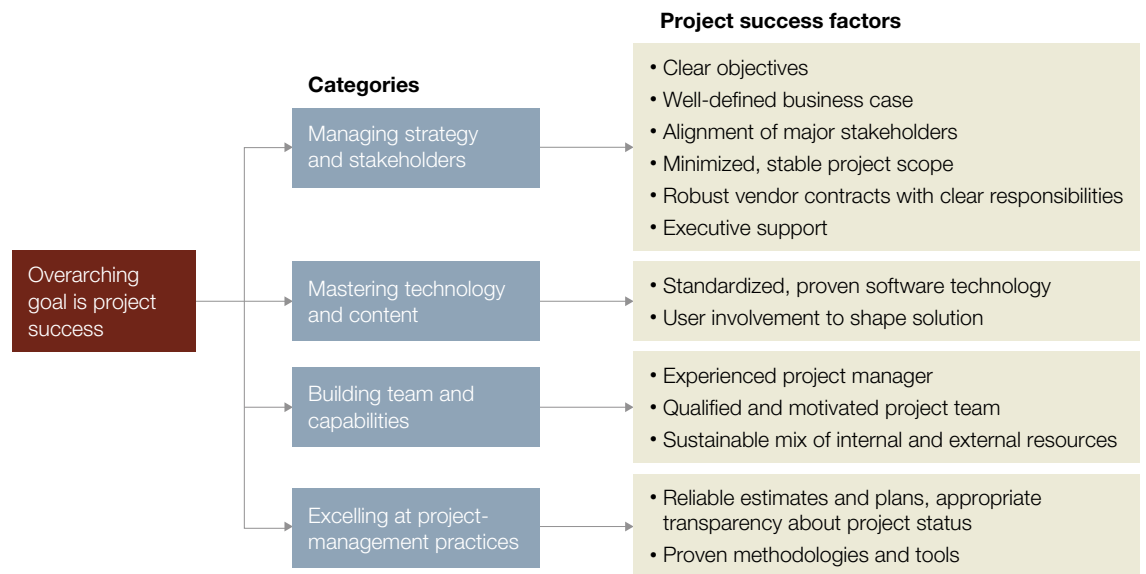 Project success factors
Categories
Overarching
goal is project
success
Managing strategy
and stakeholders
• Clear objectives
• Well-defined business case
• Alignment of major stakeholders
• Minimized, stable project scope
• Robust vendor contracts with clear responsibilities
• Executive support
Mastering technology
and content
• Standardized, proven software technology
• User involvement to shape solution
Building team and
capabilities
• Experienced project manager
• Qualified and motivated project team
• Sustainable mix of internal and external resources
Excelling at project-
management practices
• Reliable estimates and plans, appropriate
transparency about project status
• Proven methodologies and tools